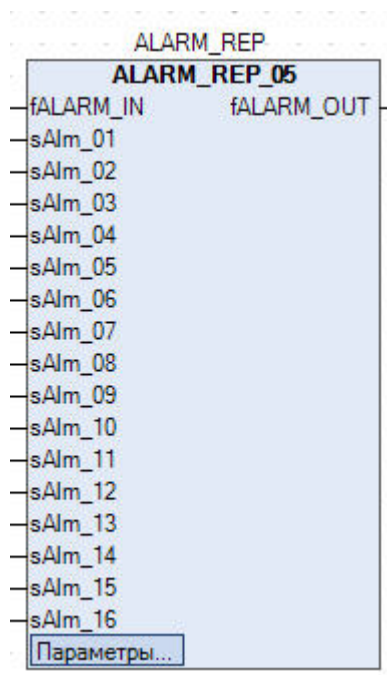 ALARM_REP
ALARM_REP_05
fALARM_IN fALARM_OUT
sAlm_01
sAlm_02
sAlm_03
sAlm_04
sAlm_05
sAlm_06
sAlm_07
sAlm_08
sAlm_09
sAlm_10
sAlm_11
sAlm_12
sAlm_13
sAlm_14
sAlm_15
sAlm_16
Параметры...